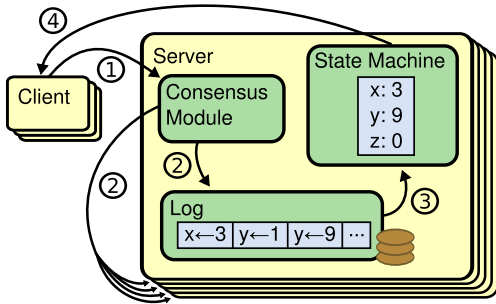 ④
①
Server
State Machine
x: 3
y: 9
z: 0
Client
Consensus
Module
②
②
③
Log
x←3 y←1 y←9 ···